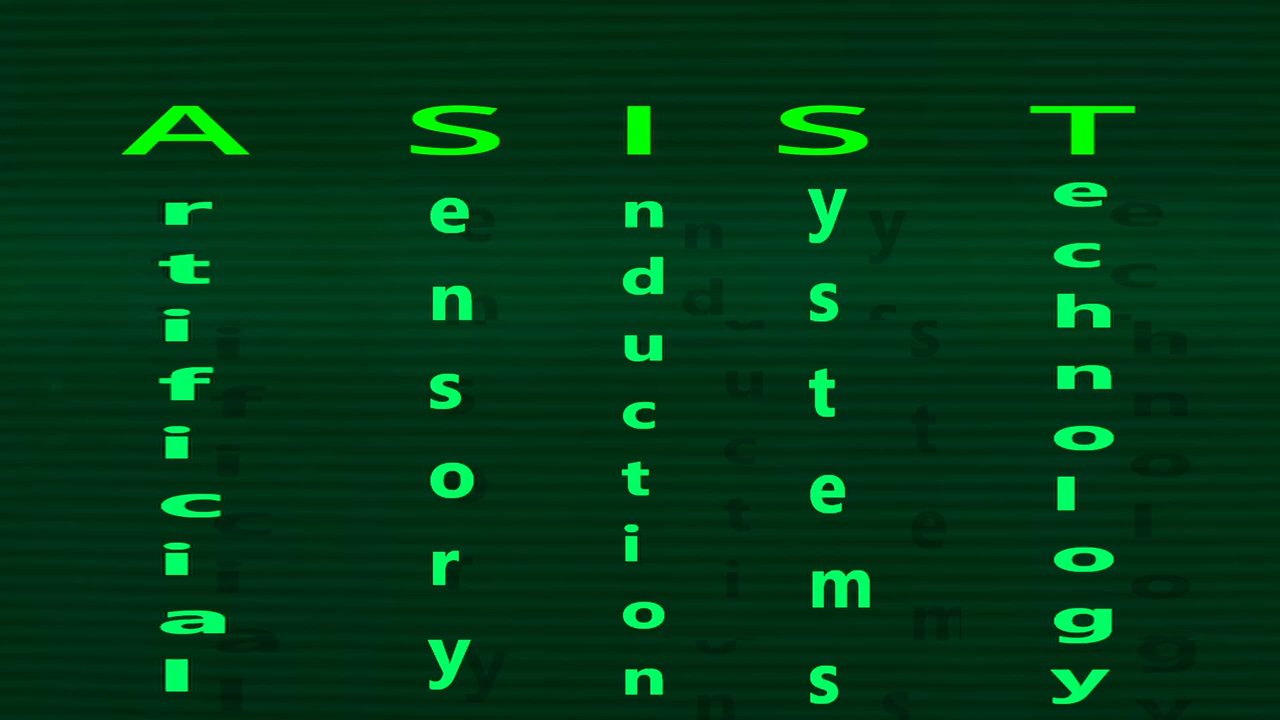 Artificial
Sensory
Induction
Systems
Technology